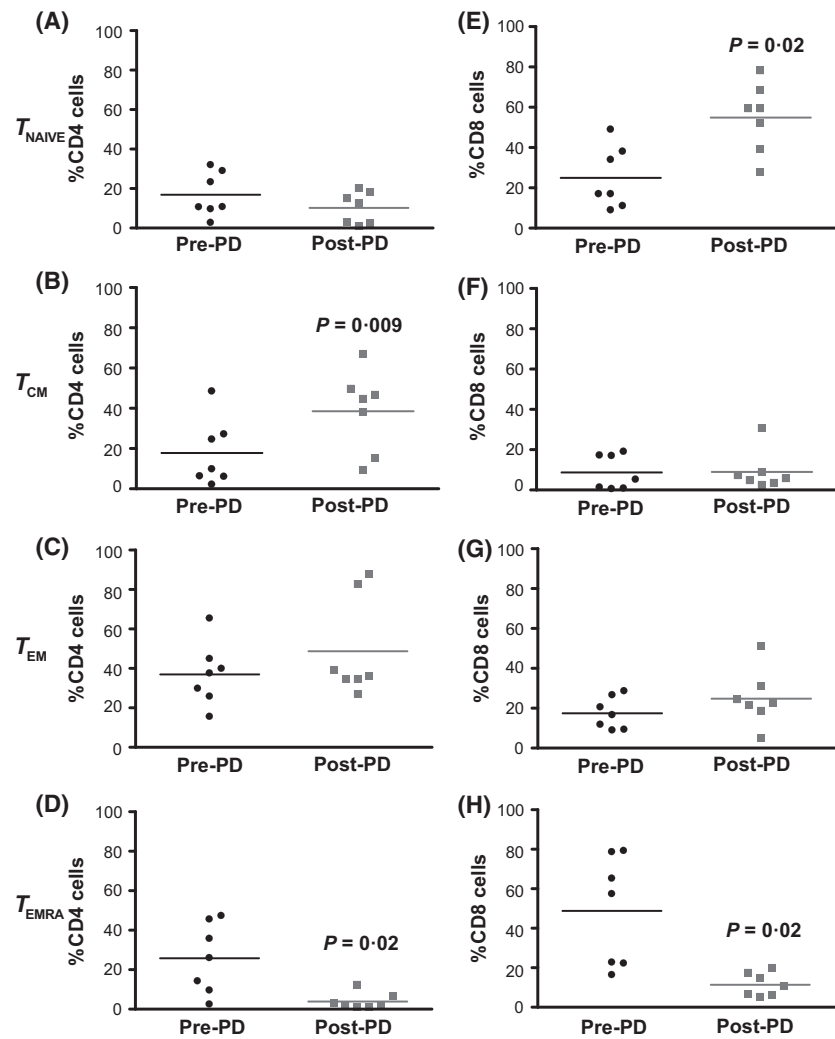 (A)
T NAIVE
%CD4 cells
100
80
60
40
20
0
Pre-PD
Post-PD
(E)
P = 0·02
%CD8 cells
100
80
60
40
20
0
Pre-PD
Post-PD
(B)
T CM
%CD4 cells
P = 0·009
100
80
60
40
20
0
Pre-PD
Post-PD
(F)
%CD8 cells
100
80
60
40
20
0
Pre-PD
Post-PD
(C)
T EM
%CD4 cells
100
80
60
40
20
0
Pre-PD
Post-PD
(G)
%CD8 cells
100
80
60
40
20
0
Pre-PD
Post-PD
(D)
T EMRA
%CD4 cells
P = 0·02
100
80
60
40
20
0
Pre-PD
Post-PD
(H)
%CD8 cells
P = 0·02
100
80
60
40
20
0
Pre-PD
Post-PD